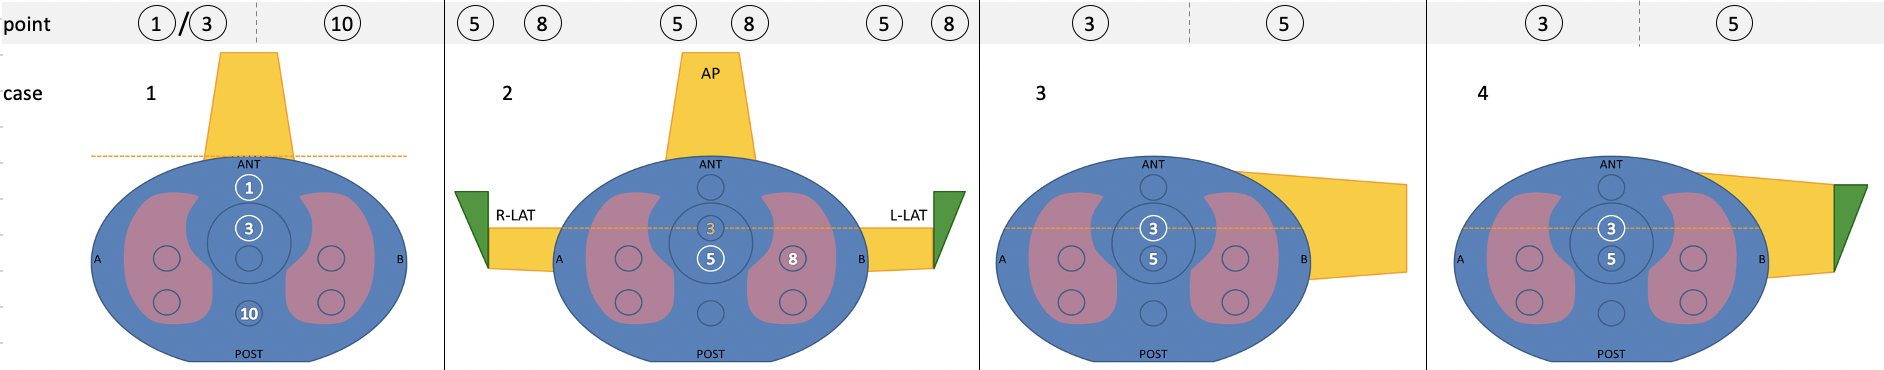 point 1 / 3 10 5 8 5 8 5 8 3 5 3 5
case 1 2 3 4
AP
ANT ANT ANT ANT
1
R-LAT L-LAT
3 3 3 3
A B A 5 8 B A 5 B A 5 B
10
POST POST POST POST